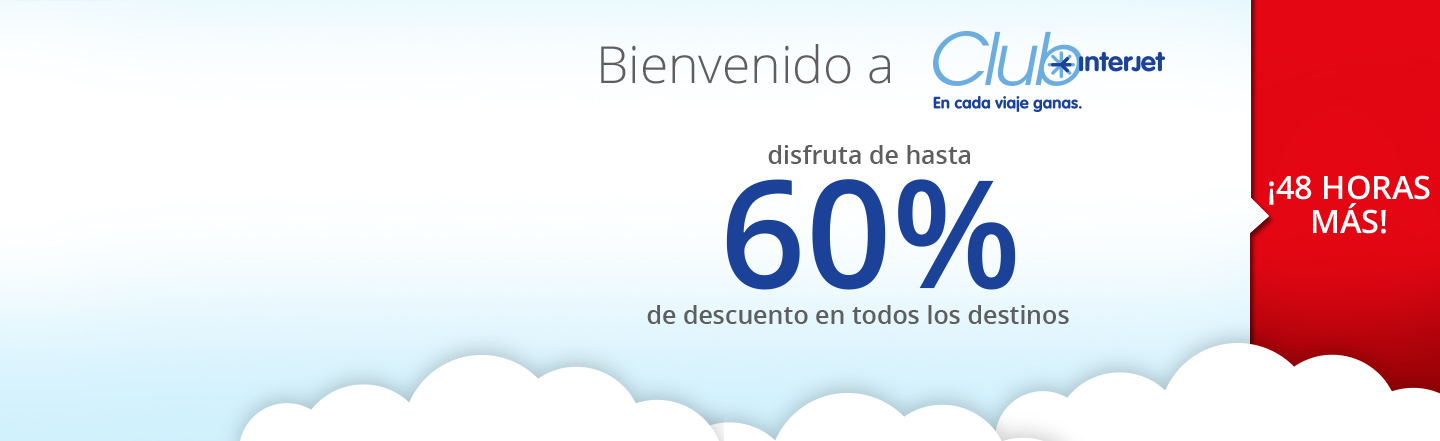 Bienvenido a
Club interjet
En cada viaje ganas.
disfruta de hasta
60%
de descuento en todos los destinos
¡48 HORAS
MÁS!